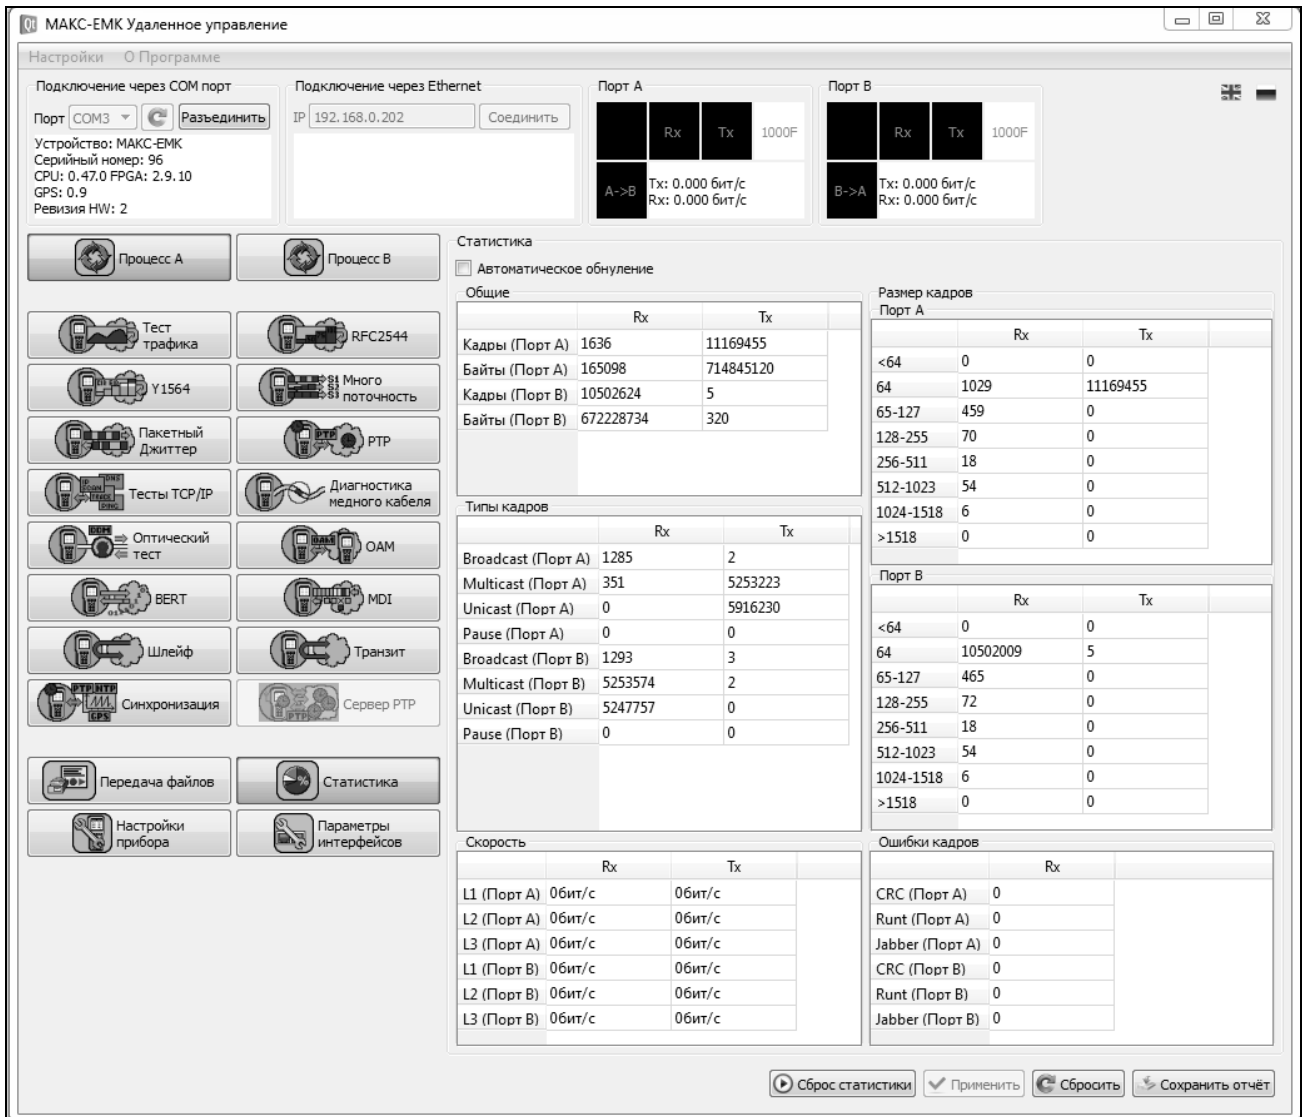 МАКС-ЕМК Удаленное управление
Настройки О Программе
Подключение через COM порт
Порт COM3 Разъединить
Устройство: МАКС-ЕМК
Серийный номер: 96
CPU: 0.47.0 FPGA: 2.9.10
GPS: 0.9
Ревизия HW: 2
Подключение через Ethernet
IP 192.168.0.202 Соединить
Порт A
Rx Tx 1000F
A->B Tx: 0.000 бит/с
Rx: 0.000 бит/с
Порт B
Rx Tx 1000F
B->A Tx: 0.000 бит/с
Rx: 0.000 бит/с
Процесс A Процесс B
Тест трафика RFC2544
Y1564 Много поточность
Пакетный Джиттер PTP
Тесты TCP/IP Диагностика медного кабеля
Оптический тест OAM
BERT MDI
Шлейф Транзит
Синхронизация Сервер PTP
Передача файлов Статистика
Настройки прибора Параметры интерфейсов
Статистика
Автоматическое обнуление
Общие
Rx Tx
Кадры (Порт A) 1636 11169455
Байты (Порт A) 165098 714845120
Кадры (Порт B) 10502624 5
Байты (Порт B) 672228734 320
Типы кадров
Rx Tx
Broadcast (Порт A) 1285 2
Multicast (Порт A) 351 5253223
Unicast (Порт A) 0 5916230
Pause (Порт A) 0 0
Broadcast (Порт B) 1293 3
Multicast (Порт B) 5253574 2
Unicast (Порт B) 5247757 0
Pause (Порт B) 0 0
Скорость
Rx Tx
L1 (Порт A) 0бит/с 0бит/с
L2 (Порт A) 0бит/с 0бит/с
L3 (Порт A) 0бит/с 0бит/с
L1 (Порт B) 0бит/с 0бит/с
L2 (Порт B) 0бит/с 0бит/с
L3 (Порт B) 0бит/с 0бит/с
Размер кадров
Порт A
Rx Tx
<64 0 0
64 1029 11169455
65-127 459 0
128-255 70 0
256-511 18 0
512-1023 54 0
1024-1518 6 0
>1518 0 0
Порт B
Rx Tx
<64 0 0
64 10502009 5
65-127 465 0
128-255 72 0
256-511 18 0
512-1023 54 0
1024-1518 6 0
>1518 0 0
Ошибки кадров
Rx
CRC (Порт A) 0
Runt (Порт A) 0
Jabber (Порт A) 0
CRC (Порт B) 0
Runt (Порт B) 0
Jabber (Порт B) 0
Сброс статистики Применить Сбросить Сохранить отчёт